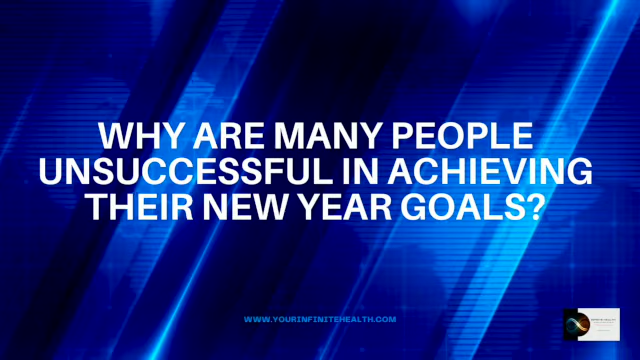 WHY ARE MANY PEOPLE
UNSUCCESSFUL IN ACHIEVING
THEIR NEW YEAR GOALS?
WWW.YOURINFINITEHEALTH.COM